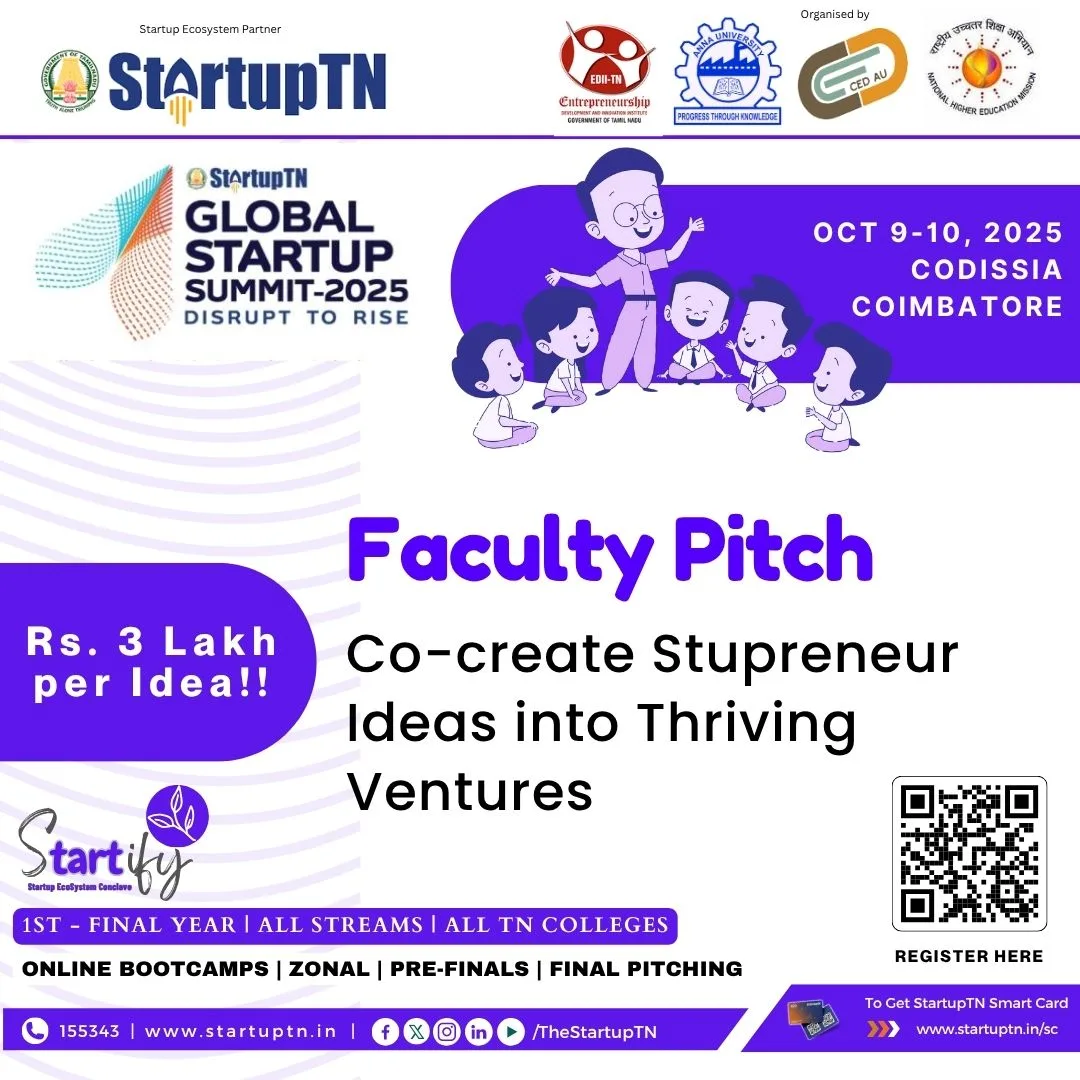 Startup Ecosystem Partner
Organised by
StartupTN
EDII-TN
Entrepreneurship
DEVELOPMENT AND INNOVATION INSTITUTE
GOVERNMENT OF TAMIL NADU
ANNA UNIVERSITY
PROGRESS THROUGH KNOWLEDGE
CED AU
राष्ट्रीय उच्चतर शिक्षा अभियान
NATIONAL HIGHER EDUCATION MISSION
StartupTN
GLOBAL
STARTUP
SUMMIT-2025
DISRUPT TO RISE
OCT 9-10, 2025
CODISSIA
COIMBATORE
Faculty Pitch
Rs. 3 Lakh
per Idea!!
Co-create Stupreneur
Ideas into Thriving
Ventures
Startify
Startup EcoSystem Conclave
1ST - FINAL YEAR | ALL STREAMS | ALL TN COLLEGES
ONLINE BOOTCAMPS | ZONAL | PRE-FINALS | FINAL PITCHING
REGISTER HERE
155343 | www.startuptn.in | /TheStartupTN
To Get StartupTN Smart Card
www.startuptn.in/sc